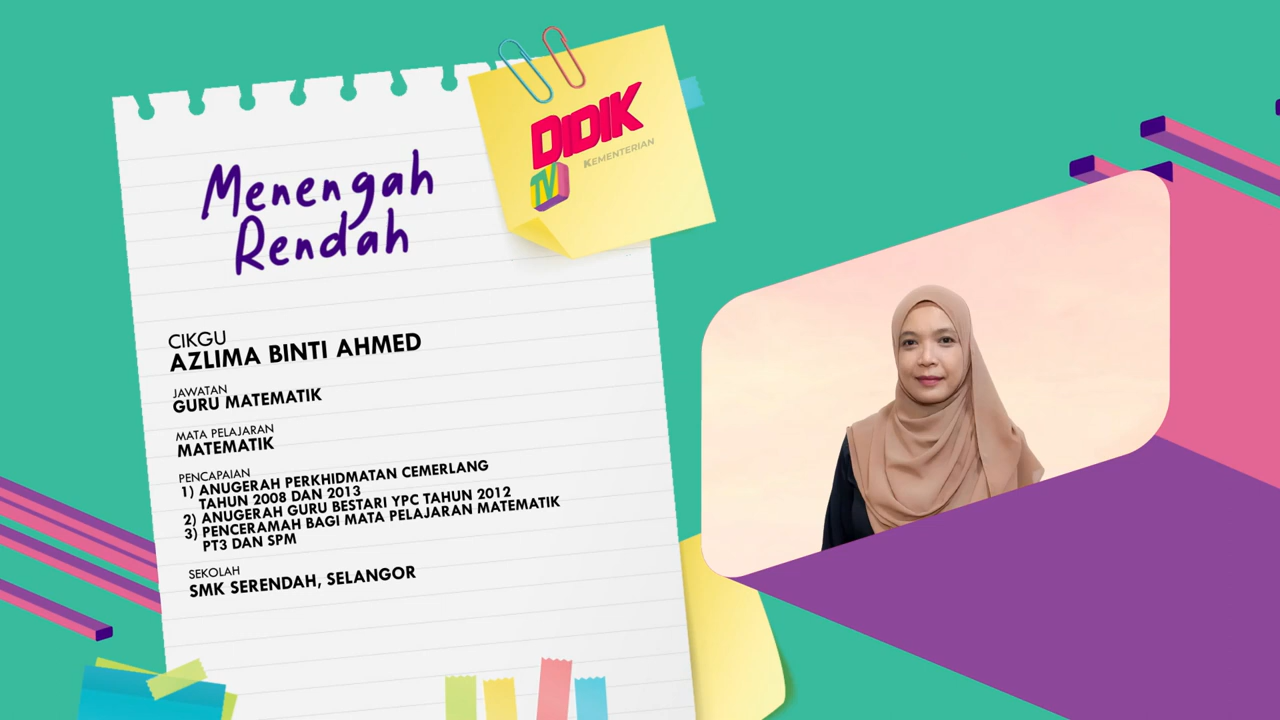 DIDIK
TV
KEMENTERIAN
Menengah
Rendah
CIKGU
AZLIMA BINTI AHMED
JAWATAN
GURU MATEMATIK
MATA PELAJARAN
MATEMATIK
PENCAPAIAN
1) ANUGERAH PERKHIDMATAN CEMERLANG
TAHUN 2008 DAN 2013
2) ANUGERAH GURU BESTARI YPC TAHUN 2012
3) PENCERAMAH BAGI MATA PELAJARAN MATEMATIK
PT3 DAN SPM
SEKOLAH
SMK SERENDAH, SELANGOR